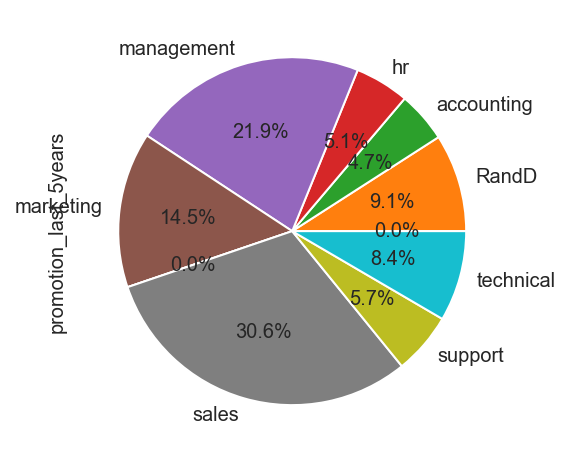 management
hr
accounting
21.9%
5.1%
4.7%
RandD
9.1%
marketing
14.5%
0.0%
promotion_last_5years
0.0%
8.4%
technical
5.7%
30.6%
support
sales